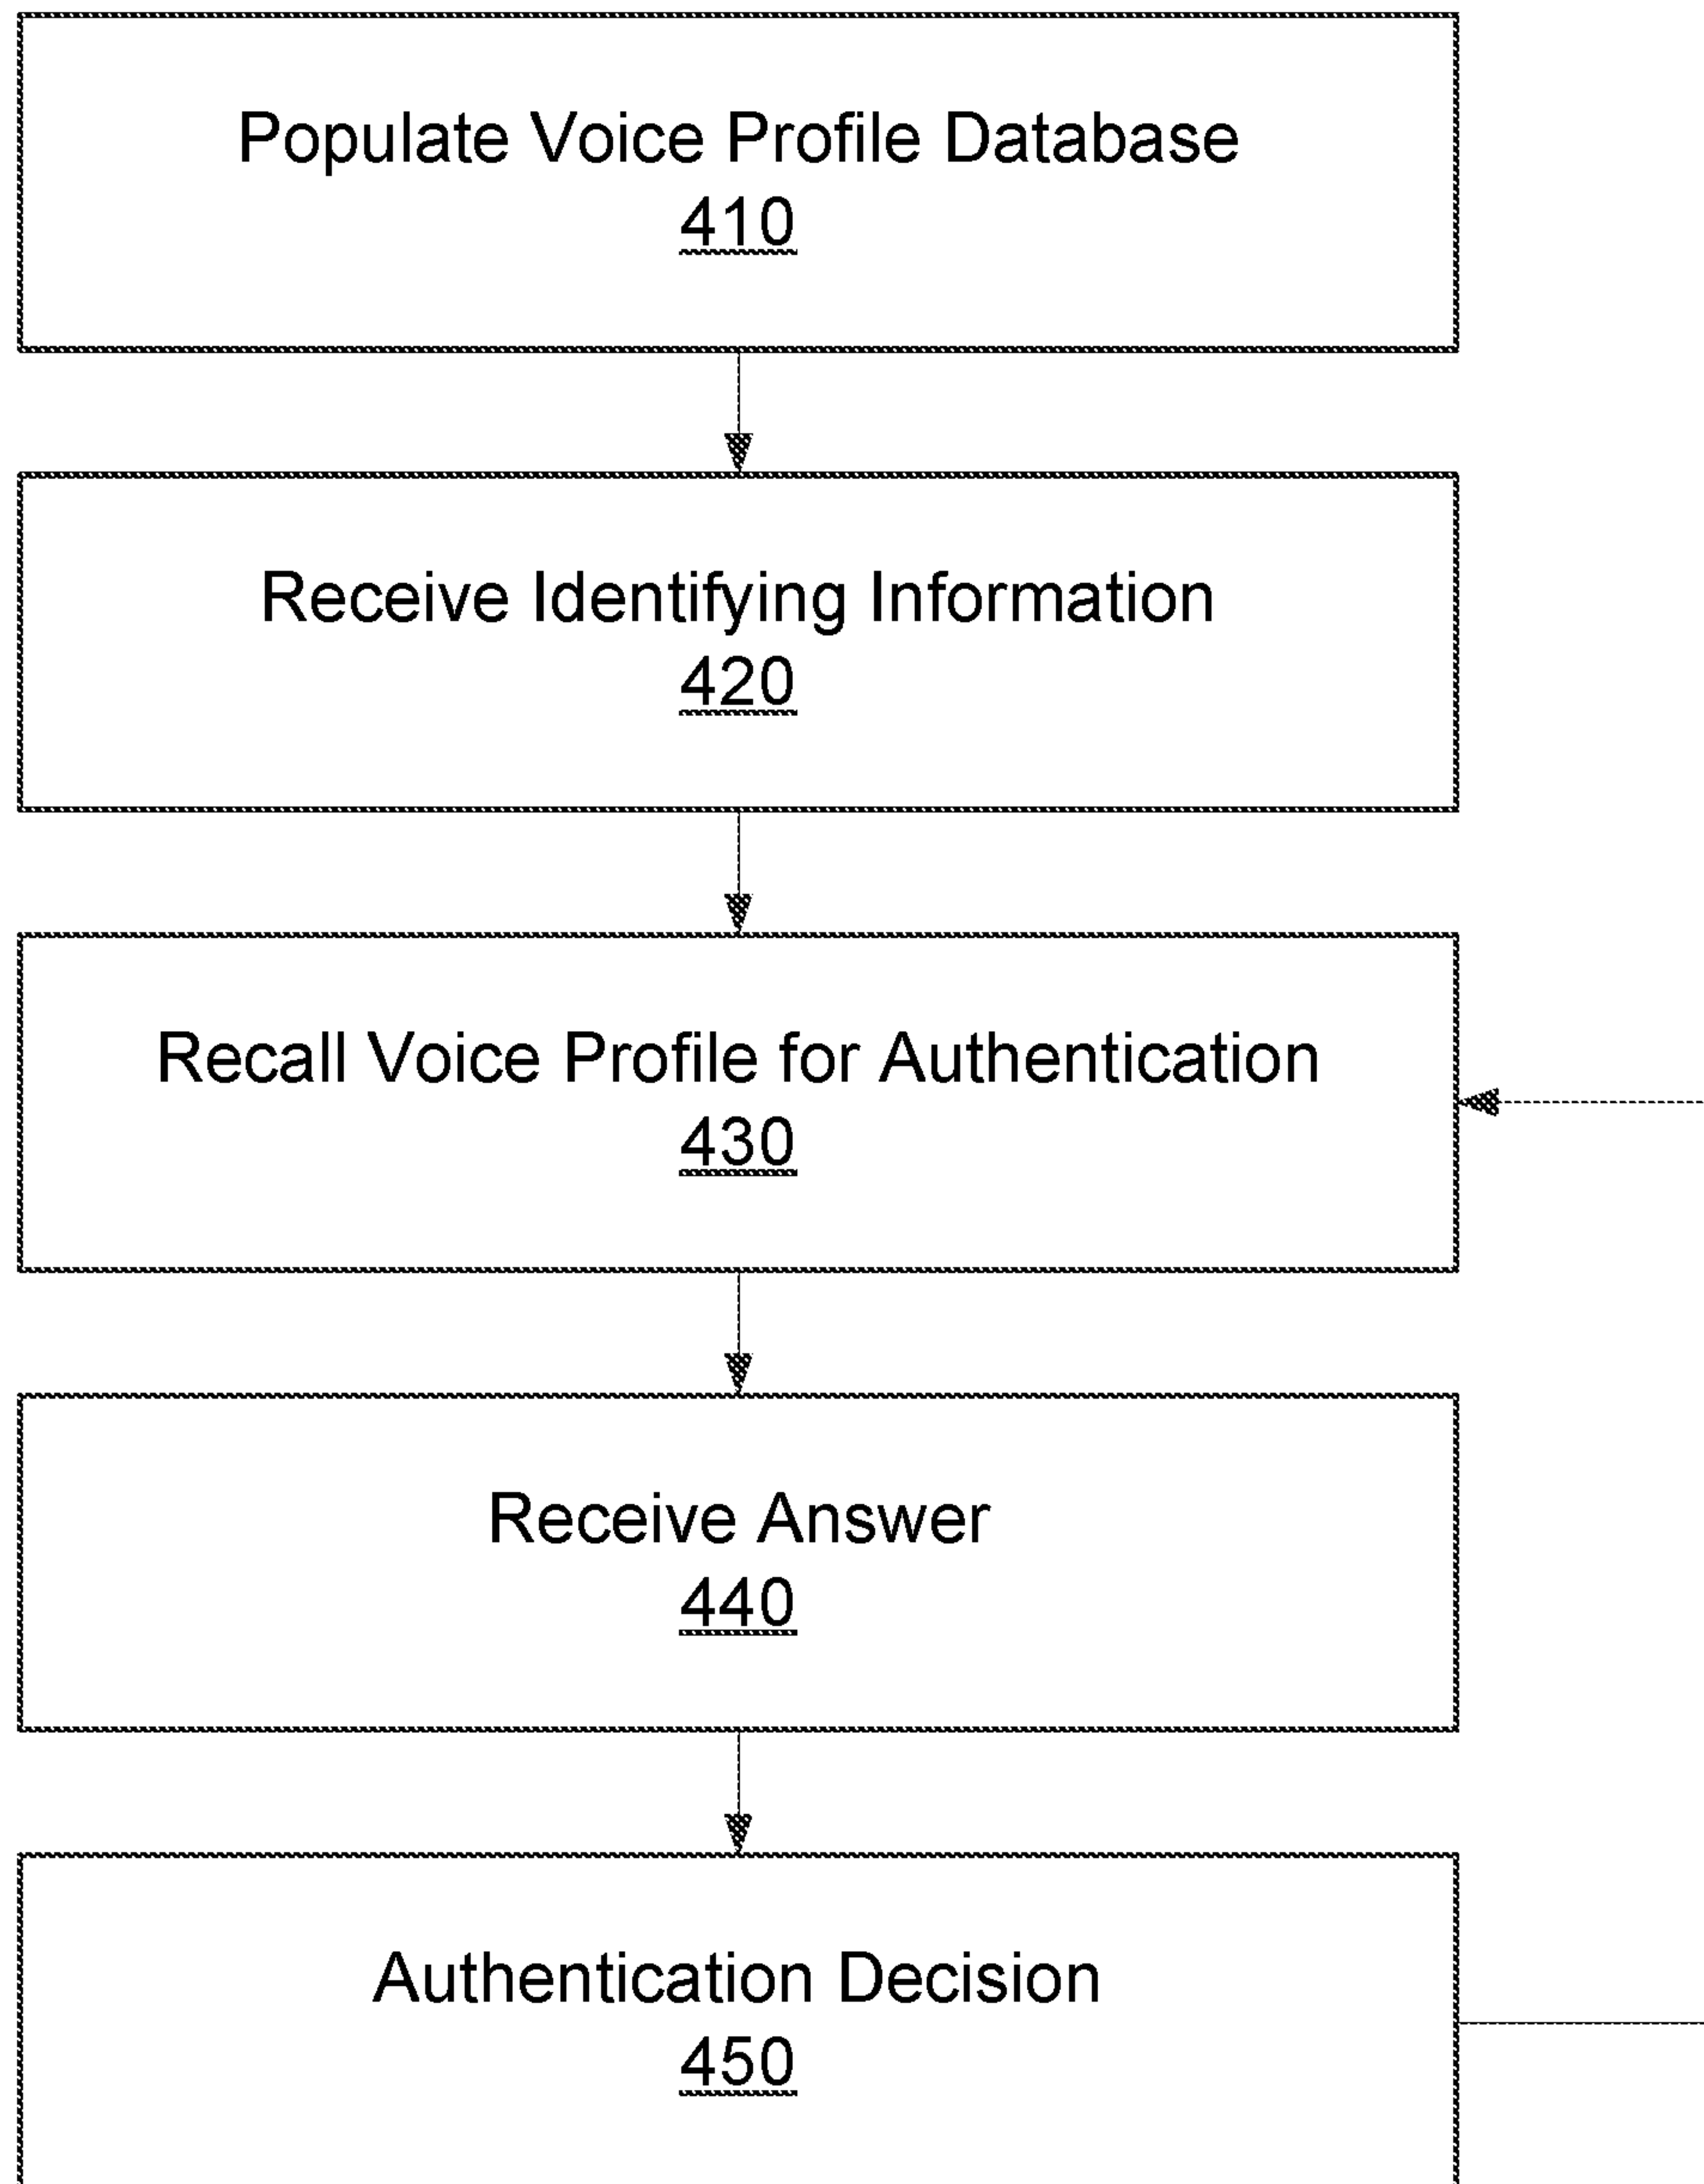 Populate Voice Profile Database
410
Receive Identifying Information
420
Recall Voice Profile for Authentication
430
Receive Answer
440
Authentication Decision
450